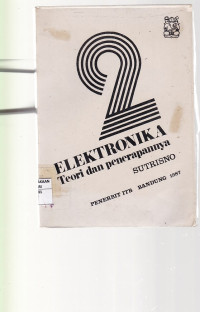 2
ELEKTRONIKA
Teori dan penerapannya
SUTRISNO
PENERBIT ITB BANDUNG 1987